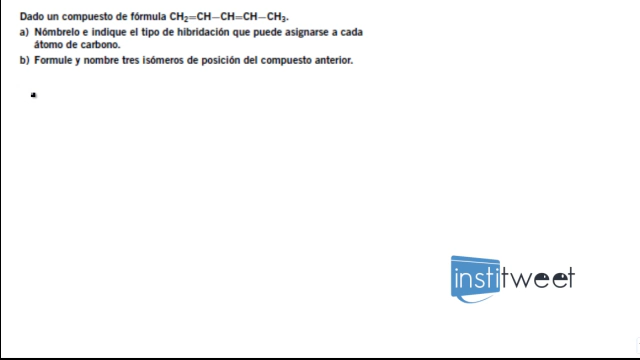 Dado un compuesto de fórmula CH₂=CH—CH=CH—CH₃.
a) Nómbrelo e indique el tipo de hibridación que puede asignarse a cada
átomo de carbono.
b) Formule y nombre tres isómeros de posición del compuesto anterior.
institweet